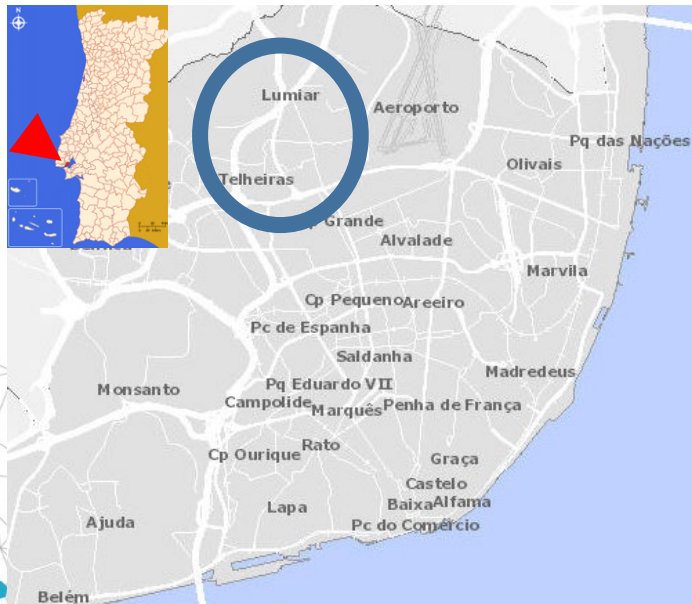 N
Lumiar
Aeroporto
Pq das Nações
Olivais
Telheiras
Grande
Alvalade
Marvila
Cp Pequeno
Areeiro
Pc de Espanha
Saldanha
Madredeus
Monsanto
Pq Eduardo VII
Campolide
Marquês
Penha de França
Cp Ourique
Rato
Graça
Castelo
Lapa
Baixa
Alfama
Ajuda
Pc do Comércio
Belém